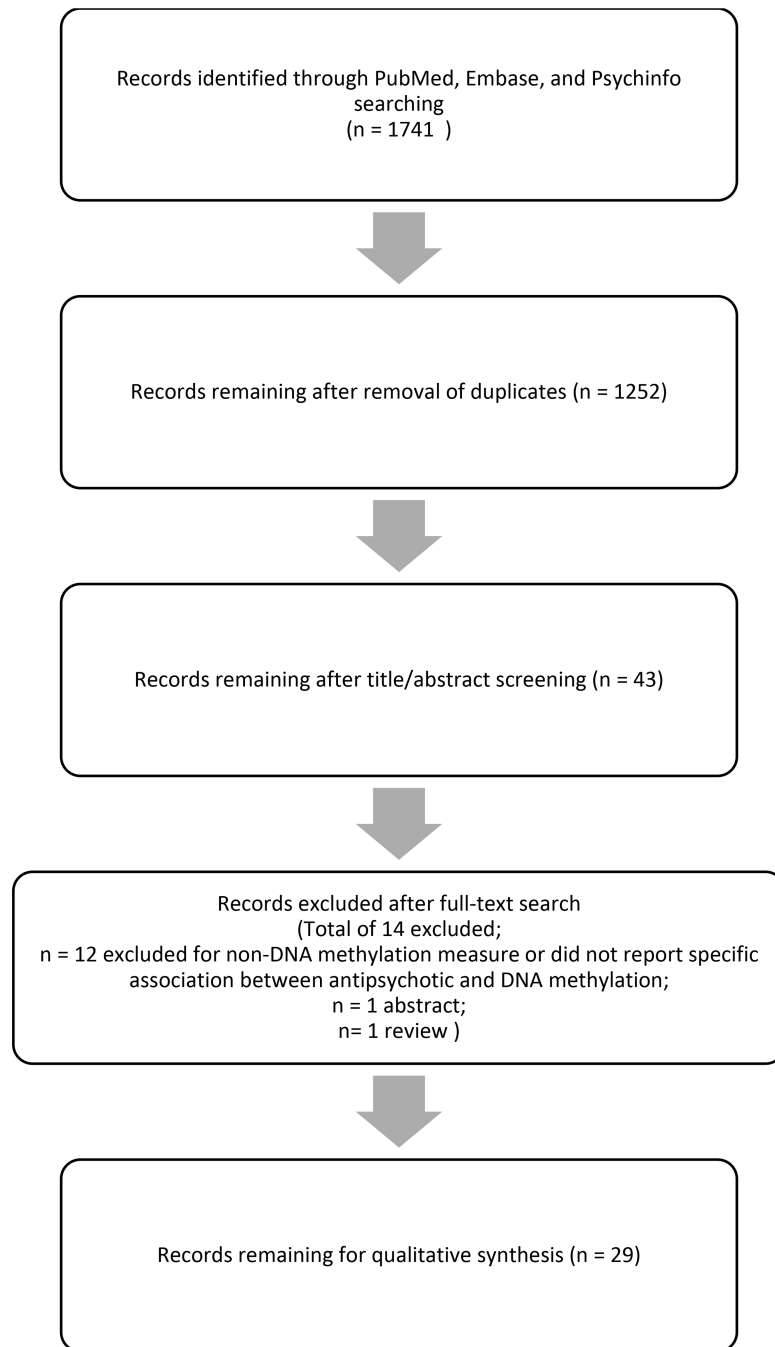 Records identified through PubMed, Embase, and Psychinfo
searching
(n = 1741  )
Records remaining after removal of duplicates (n = 1252)
Records remaining after title/abstract screening (n = 43)
Records excluded after full-text search
(Total of 14 excluded;
n = 12 excluded for non-DNA methylation measure or did not report specific
association between antipsychotic and DNA methylation;
n = 1 abstract;
n= 1 review )
Records remaining for qualitative synthesis (n = 29)